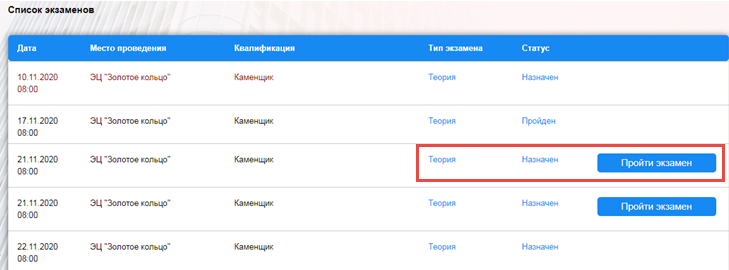 Список экзаменов
Дата Место проведения Квалификация Тип экзамена Статус
10.11.2020 ЭЦ "Золотое кольцо" Каменщик Теория Назначен
08:00
17.11.2020 ЭЦ "Золотое кольцо" Каменщик Теория Пройден
08:00
21.11.2020 ЭЦ "Золотое кольцо" Каменщик Теория Назначен Пройти экзамен
08:00
21.11.2020 ЭЦ "Золотое кольцо" Каменщик Теория Назначен Пройти экзамен
08:00
22.11.2020 ЭЦ "Золотое кольцо" Каменщик Теория Назначен
08:00